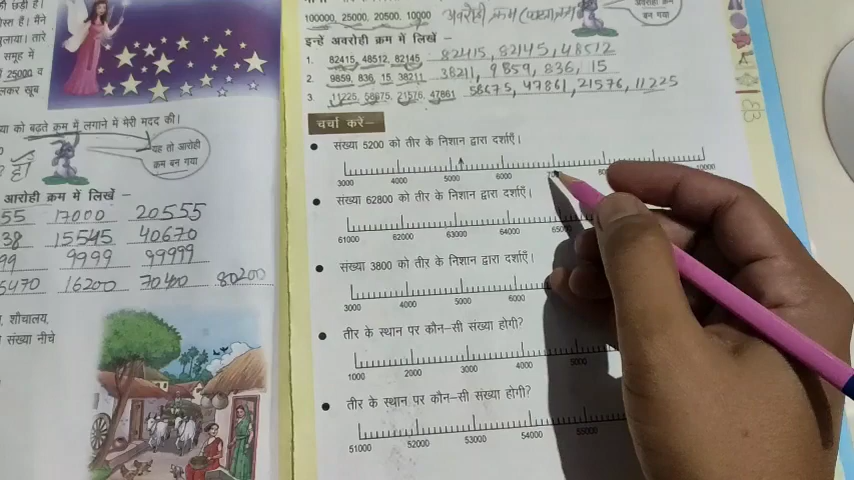 की छड़ी है।
बुलाया। तारे
समूह में
25000 व
बढ़ते क्रम में लगाने में मेरी मदद की।
यह तो आरोही
क्रम बन गया
हाँ
आरोही क्रम में लिखें –
55 17000 20555
38 15545 40670
99 9999 99999
5470 16200 70400 80200
, शौचालय,
संख्या नीचे
100000, 25000, 20500, 10000 अवरोही क्रम
बन गया
इन्हे अवरोही क्रम में लिखें –
1. 82415, 48512, 82145 82415, 82145, 48512
2. 9859, 836, 15, 38211 38211, 9859, 836, 15
3. 11225, 58675, 21576, 47861 58675, 47861, 21576, 11225
चर्चा करें–
संख्या 5200 को तीर के निशान द्वारा दर्शाएँ।
3000 4000 5000 6000 10000
संख्या 62800 को तीर के निशान द्वारा दर्शाएँ।
61000 62000 63000 64000
संख्या 3800 को तीर के निशान द्वारा दर्शाएँ।
3000 4000 5000 6000
तीर के स्थान पर कौन-सी संख्या होगी?
1000 2000 3000 4000 5000
तीर के स्थान पर कौन-सी संख्या होगी?
51000 52000 53000 54000 55000